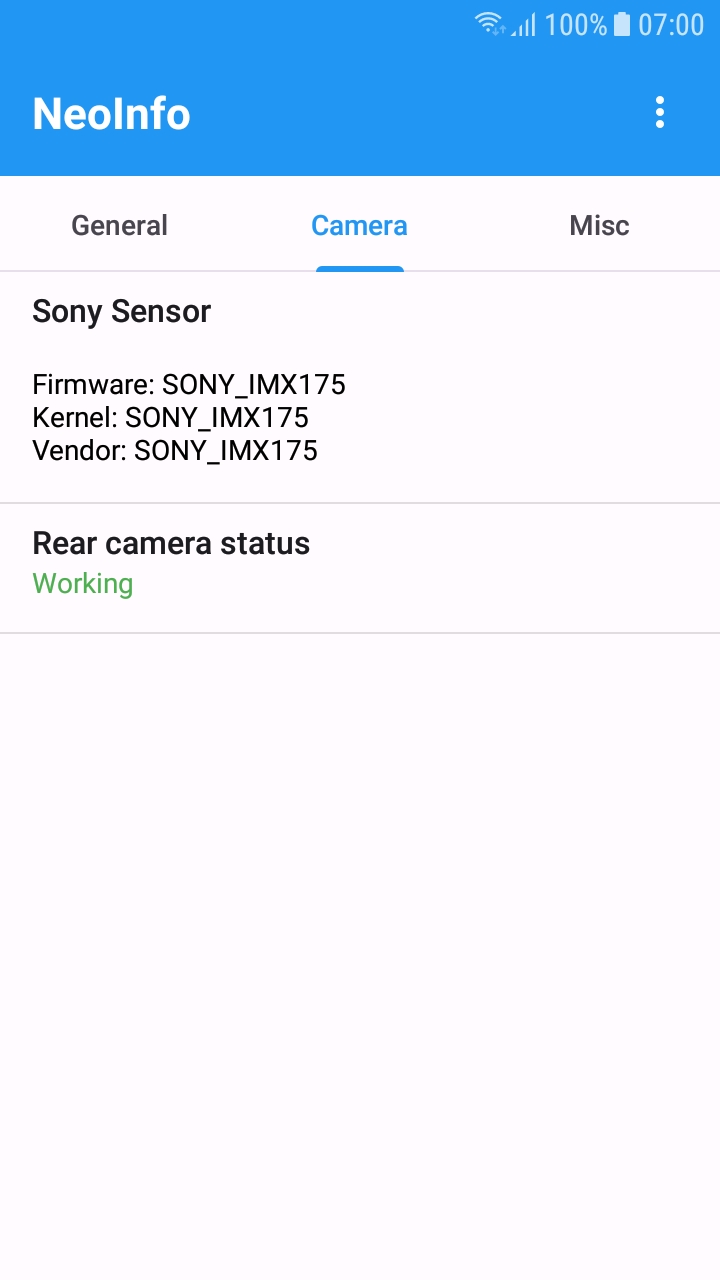 100% 07:00
NeoInfo
General Camera Misc
Sony Sensor
Firmware: SONY_IMX175
Kernel: SONY_IMX175
Vendor: SONY_IMX175
Rear camera status
Working